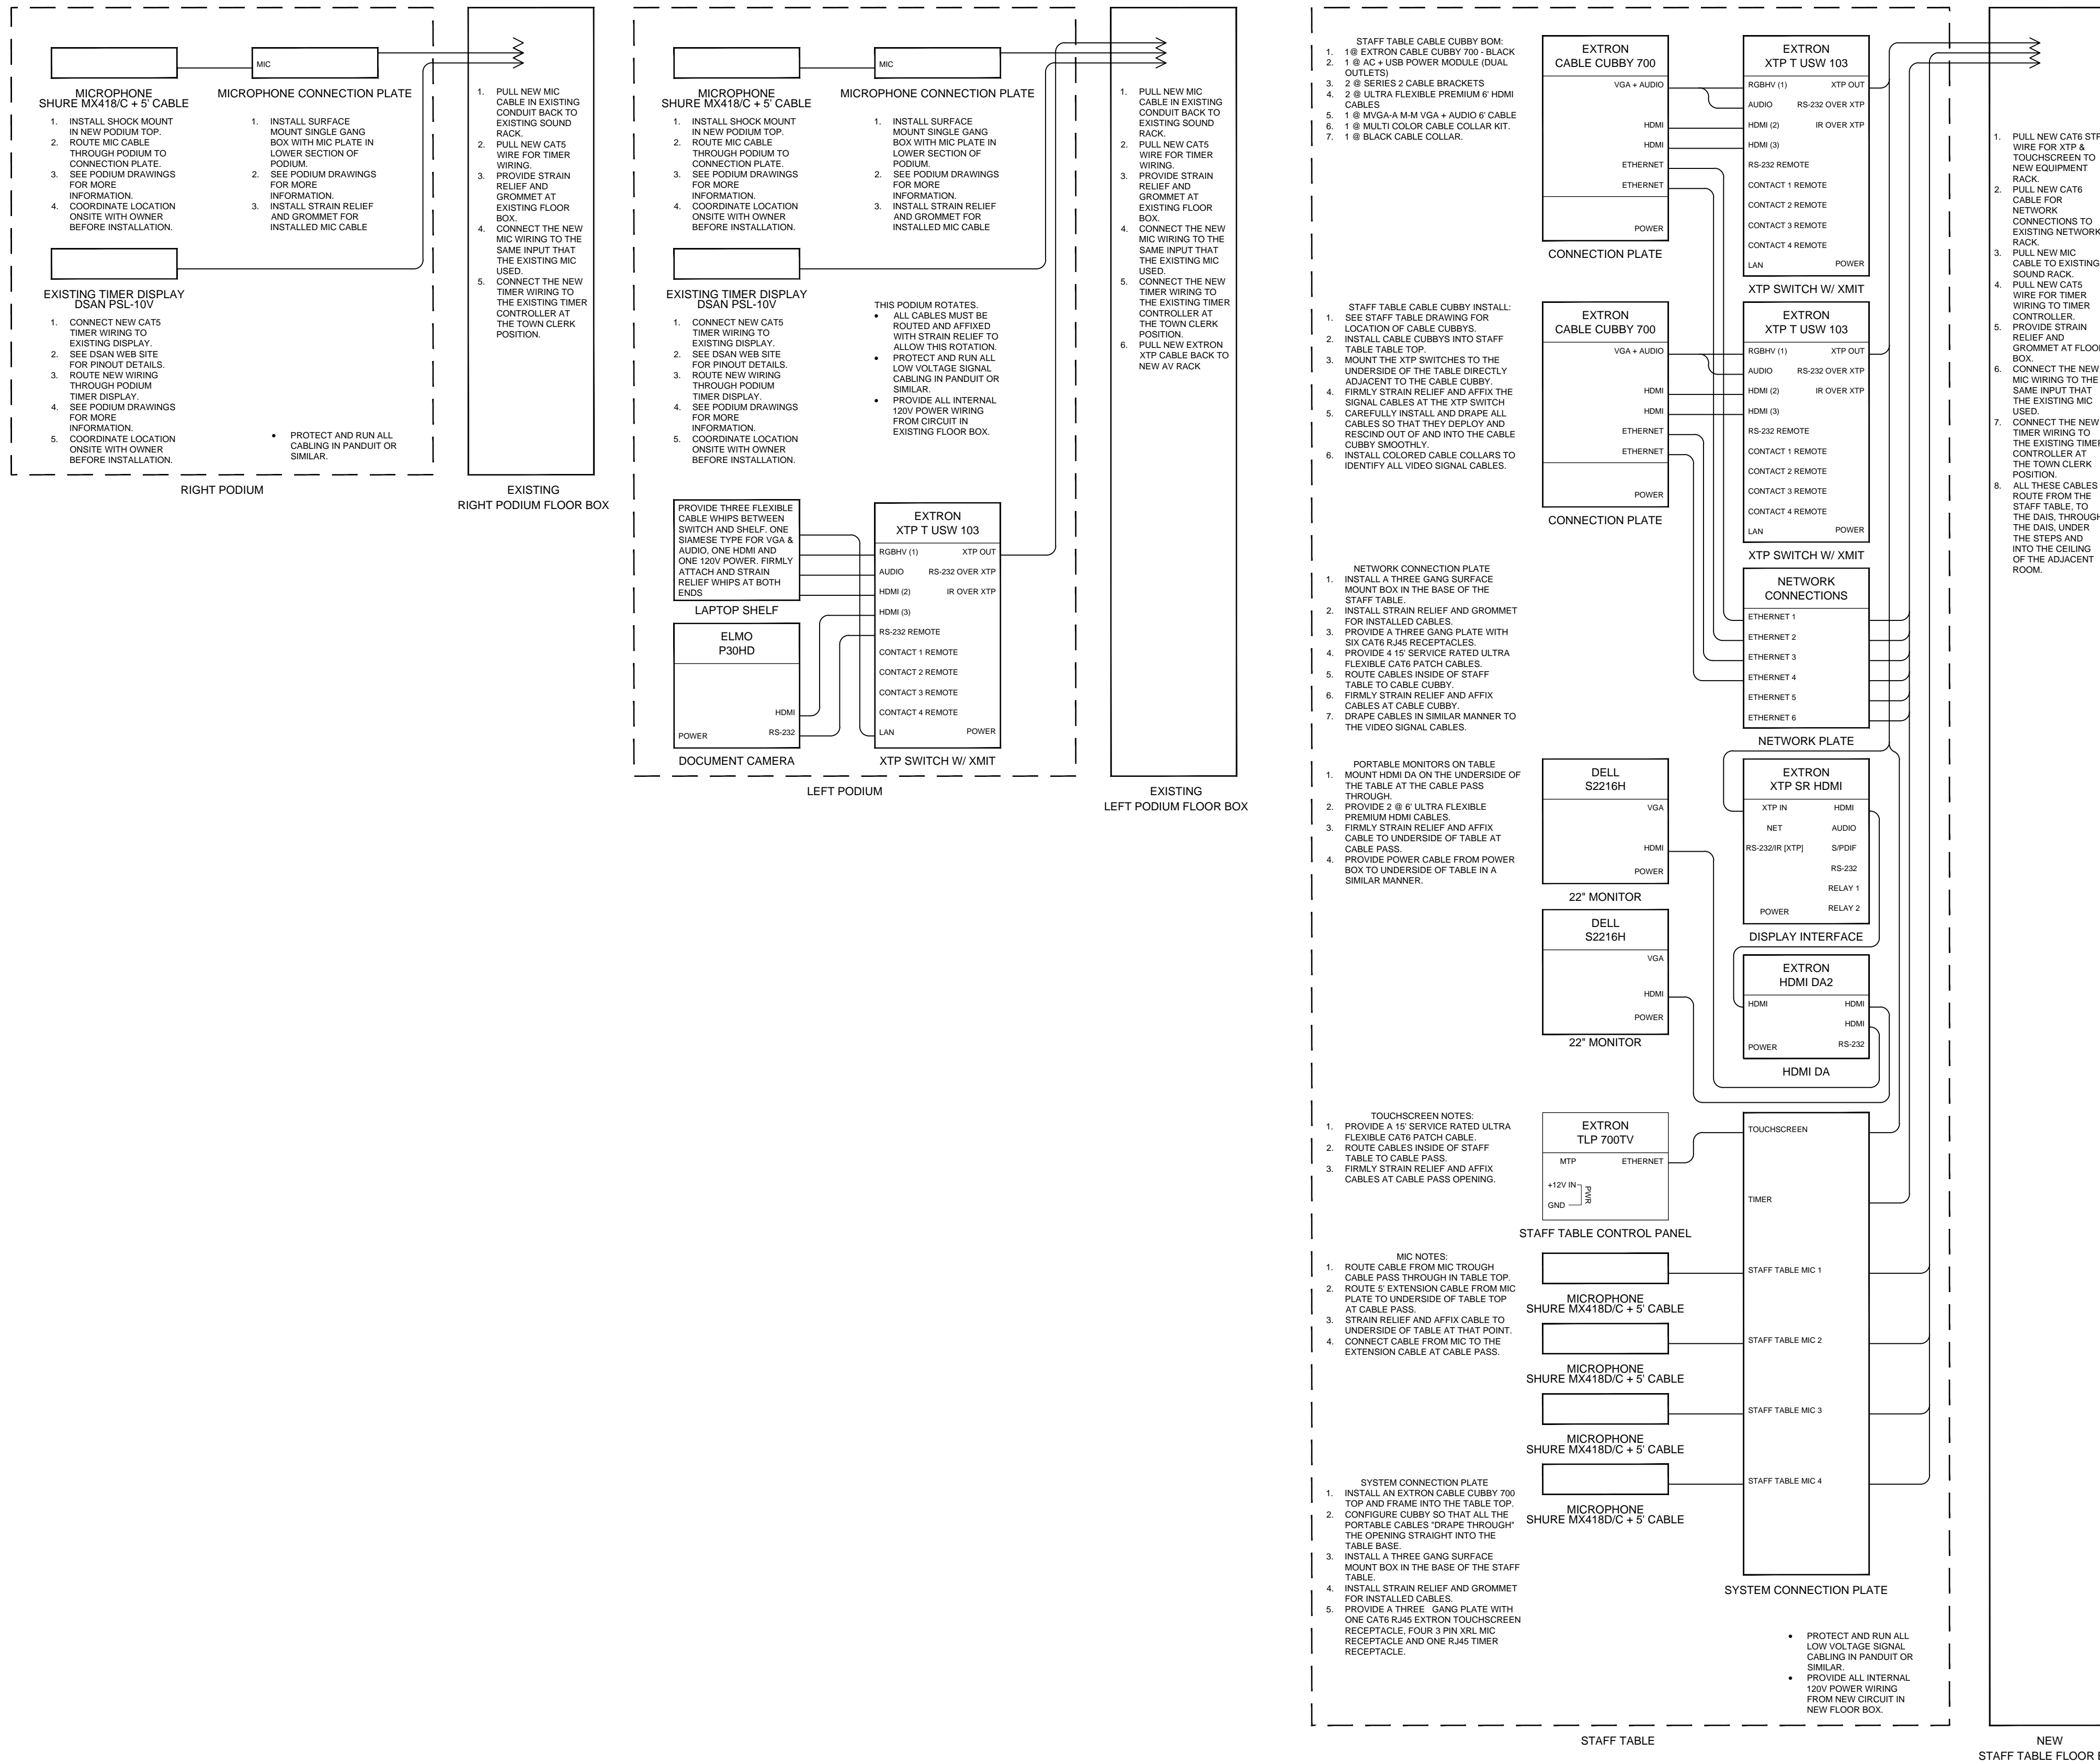 MIC
MICROPHONE
SHURE MX418/C + 5' CABLE
1. INSTALL SHOCK MOUNT
IN NEW PODIUM TOP.
2. ROUTE MIC CABLE
THROUGH PODIUM TO
CONNECTION PLATE.
3. SEE PODIUM DRAWINGS
FOR MORE
INFORMATION.
4. COORDINATE LOCATION
ONSITE WITH OWNER
BEFORE INSTALLATION.
MICROPHONE CONNECTION PLATE
1. INSTALL SURFACE
MOUNT SINGLE GANG
BOX WITH MIC PLATE IN
LOWER SECTION OF
PODIUM.
2. SEE PODIUM DRAWINGS
FOR MORE
INFORMATION.
3. INSTALL STRAIN RELIEF
AND GROMMET FOR
INSTALLED MIC CABLE
EXISTING TIMER DISPLAY
DSAN PSL-10V
1. CONNECT NEW CAT5
TIMER WIRING TO
EXISTING DISPLAY.
2. SEE DSAN WEB SITE
FOR PINOUT DETAILS.
3. ROUTE NEW WIRING
THROUGH PODIUM
TIMER DISPLAY.
4. SEE PODIUM DRAWINGS
FOR MORE
INFORMATION.
5. COORDINATE LOCATION
ONSITE WITH OWNER
BEFORE INSTALLATION.
• PROTECT AND RUN ALL
CABLING IN PANDUIT OR
SIMILAR.
RIGHT PODIUM
1. PULL NEW MIC
CABLE IN EXISTING
CONDUIT BACK TO
EXISTING SOUND
RACK.
2. PULL NEW CAT5
WIRE FOR TIMER
WIRING.
3. PROVIDE STRAIN
RELIEF AND
GROMMET AT
EXISTING FLOOR
BOX.
4. CONNECT THE NEW
MIC WIRING TO THE
SAME INPUT THAT
THE EXISTING MIC
USED.
5. CONNECT THE NEW
TIMER WIRING TO
THE EXISTING TIMER
CONTROLLER AT
THE TOWN CLERK
POSITION.
EXISTING
RIGHT PODIUM FLOOR BOX
MIC
MICROPHONE
SHURE MX418/C + 5' CABLE
1. INSTALL SHOCK MOUNT
IN NEW PODIUM TOP.
2. ROUTE MIC CABLE
THROUGH PODIUM TO
CONNECTION PLATE.
3. SEE PODIUM DRAWINGS
FOR MORE
INFORMATION.
4. COORDINATE LOCATION
ONSITE WITH OWNER
BEFORE INSTALLATION.
MICROPHONE CONNECTION PLATE
1. INSTALL SURFACE
MOUNT SINGLE GANG
BOX WITH MIC PLATE IN
LOWER SECTION OF
PODIUM.
2. SEE PODIUM DRAWINGS
FOR MORE
INFORMATION.
3. INSTALL STRAIN RELIEF
AND GROMMET FOR
INSTALLED MIC CABLE
EXISTING TIMER DISPLAY
DSAN PSL-10V
1. CONNECT NEW CAT5
TIMER WIRING TO
EXISTING DISPLAY.
2. SEE DSAN WEB SITE
FOR PINOUT DETAILS.
3. ROUTE NEW WIRING
THROUGH PODIUM
TIMER DISPLAY.
4. SEE PODIUM DRAWINGS
FOR MORE
INFORMATION.
5. COORDINATE LOCATION
ONSITE WITH OWNER
BEFORE INSTALLATION.
THIS PODIUM ROTATES.
• ALL CABLES MUST BE
ROUTED AND AFFIXED
WITH STRAIN RELIEF TO
ALLOW THIS ROTATION.
• PROTECT AND RUN ALL
LOW VOLTAGE SIGNAL
CABLING IN PANDUIT OR
SIMILAR.
• PROVIDE ALL INTERNAL
120V POWER WIRING
FROM CIRCUIT IN
EXISTING FLOOR BOX.
PROVIDE THREE FLEXIBLE
CABLE WHIPS BETWEEN
SWITCH AND SHELF. ONE
SIAMESE TYPE FOR VGA &
AUDIO, ONE HDMI AND
ONE 120V POWER. FIRMLY
ATTACH AND STRAIN
RELIEF WHIPS AT BOTH
ENDS
LAPTOP SHELF
ELMO
P30HD
HDMI
POWER RS-232
DOCUMENT CAMERA
EXTRON
XTP T USW 103
RGBHV (1) XTP OUT
AUDIO RS-232 OVER XTP
HDMI (2) IR OVER XTP
HDMI (3)
RS-232 REMOTE
CONTACT 1 REMOTE
CONTACT 2 REMOTE
CONTACT 3 REMOTE
CONTACT 4 REMOTE
LAN POWER
XTP SWITCH W/ XMIT
LEFT PODIUM
1. PULL NEW MIC
CABLE IN EXISTING
CONDUIT BACK TO
EXISTING SOUND
RACK.
2. PULL NEW CAT5
WIRE FOR TIMER
WIRING.
3. PROVIDE STRAIN
RELIEF AND
GROMMET AT
EXISTING FLOOR
BOX.
4. CONNECT THE NEW
MIC WIRING TO THE
SAME INPUT THAT
THE EXISTING MIC
USED.
5. CONNECT THE NEW
TIMER WIRING TO
THE EXISTING TIMER
CONTROLLER AT
THE TOWN CLERK
POSITION.
6. PULL NEW EXTRON
XTP CABLE BACK TO
NEW AV RACK
EXISTING
LEFT PODIUM FLOOR BOX
STAFF TABLE CABLE CUBBY BOM:
1. 1@ EXTRON CABLE CUBBY 700 - BLACK
2. 1 @ AC + USB POWER MODULE (DUAL
OUTLETS)
3. 2 @ SERIES 2 CABLE BRACKETS
4. 2 @ ULTRA FLEXIBLE PREMIUM 6' HDMI
CABLES
5. 1 @ MVGA-A M-M VGA + AUDIO 6' CABLE
6. 1 @ MULTI COLOR CABLE COLLAR KIT.
7. 1 @ BLACK CABLE COLLAR.
EXTRON
CABLE CUBBY 700
VGA + AUDIO
HDMI
HDMI
ETHERNET
ETHERNET
POWER
CONNECTION PLATE
EXTRON
XTP T USW 103
RGBHV (1) XTP OUT
AUDIO RS-232 OVER XTP
HDMI (2) IR OVER XTP
HDMI (3)
RS-232 REMOTE
CONTACT 1 REMOTE
CONTACT 2 REMOTE
CONTACT 3 REMOTE
CONTACT 4 REMOTE
LAN POWER
XTP SWITCH W/ XMIT
STAFF TABLE CABLE CUBBY INSTALL:
1. SEE STAFF TABLE DRAWING FOR
LOCATION OF CABLE CUBBYS.
2. INSTALL CABLE CUBBYS INTO STAFF
TABLE TABLE TOP.
3. MOUNT THE XTP SWITCHES TO THE
UNDERSIDE OF THE TABLE DIRECTLY
ADJACENT TO THE CABLE CUBBY.
4. FIRMLY STRAIN RELIEF AND AFFIX THE
SIGNAL CABLES AT THE XTP SWITCH
5. CAREFULLY INSTALL AND DRAPE ALL
CABLES SO THAT THEY DEPLOY AND
RESCIND OUT OF AND INTO THE CABLE
CUBBY SMOOTHLY.
6. INSTALL COLORED CABLE COLLARS TO
IDENTIFY ALL VIDEO SIGNAL CABLES.
EXTRON
CABLE CUBBY 700
VGA + AUDIO
HDMI
HDMI
ETHERNET
ETHERNET
POWER
CONNECTION PLATE
EXTRON
XTP T USW 103
RGBHV (1) XTP OUT
AUDIO RS-232 OVER XTP
HDMI (2) IR OVER XTP
HDMI (3)
RS-232 REMOTE
CONTACT 1 REMOTE
CONTACT 2 REMOTE
CONTACT 3 REMOTE
CONTACT 4 REMOTE
LAN POWER
XTP SWITCH W/ XMIT
NETWORK CONNECTION PLATE
1. INSTALL A THREE GANG SURFACE
MOUNT BOX IN THE BASE OF THE
STAFF TABLE.
2. INSTALL STRAIN RELIEF AND GROMMET
FOR INSTALLED CABLES.
3. PROVIDE A THREE GANG PLATE WITH
SIX CAT6 RJ45 RECEPTACLES.
4. PROVIDE 4 15' SERVICE RATED ULTRA
FLEXIBLE CAT6 PATCH CABLES.
5. ROUTE CABLES INSIDE OF STAFF
TABLE TO CABLE CUBBY.
6. FIRMLY STRAIN RELIEF AND AFFIX
CABLES AT CABLE CUBBY.
7. DRAPE CABLES IN SIMILAR MANNER TO
THE VIDEO SIGNAL CABLES.
NETWORK
CONNECTIONS
ETHERNET 1
ETHERNET 2
ETHERNET 3
ETHERNET 4
ETHERNET 5
ETHERNET 6
NETWORK PLATE
PORTABLE MONITORS ON TABLE
1. MOUNT HDMI DA ON THE UNDERSIDE OF
THE TABLE AT THE CABLE PASS
THROUGH.
2. PROVIDE 2 @ 6' ULTRA FLEXIBLE
PREMIUM HDMI CABLES.
3. FIRMLY STRAIN RELIEF AND AFFIX
CABLE TO UNDERSIDE OF TABLE AT
CABLE PASS.
4. PROVIDE POWER CABLE FROM POWER
BOX TO UNDERSIDE OF TABLE IN A
SIMILAR MANNER.
DELL
S2216H
VGA
HDMI
POWER
22" MONITOR
DELL
S2216H
VGA
HDMI
POWER
22" MONITOR
EXTRON
XTP SR HDMI
XTP IN HDMI
NET AUDIO
RS-232/IR [XTP] S/PDIF
RS-232
RELAY 1
POWER RELAY 2
DISPLAY INTERFACE
EXTRON
HDMI DA2
HDMI HDMI
HDMI
POWER RS-232
HDMI DA
TOUCHSCREEN NOTES:
1. PROVIDE A 15' SERVICE RATED ULTRA
FLEXIBLE CAT6 PATCH CABLE.
2. ROUTE CABLES INSIDE OF STAFF
TABLE TO CABLE PASS.
3. FIRMLY STRAIN RELIEF AND AFFIX
CABLES AT CABLE PASS OPENING.
EXTRON
TLP 700TV
MTP ETHERNET
+12V IN
PWR
GND
STAFF TABLE CONTROL PANEL
TOUCHSCREEN
TIMER
STAFF TABLE MIC 1
STAFF TABLE MIC 2
STAFF TABLE MIC 3
STAFF TABLE MIC 4
SYSTEM CONNECTION PLATE
MIC NOTES:
1. ROUTE CABLE FROM MIC TROUGH
CABLE PASS THROUGH IN TABLE TOP.
2. ROUTE 5' EXTENSION CABLE FROM MIC
PLATE TO UNDERSIDE OF TABLE TOP
AT CABLE PASS.
3. STRAIN RELIEF AND AFFIX CABLE TO
UNDERSIDE OF TABLE AT THAT POINT.
4. CONNECT CABLE FROM MIC TO THE
EXTENSION CABLE AT CABLE PASS.
MICROPHONE
SHURE MX418D/C + 5' CABLE
MICROPHONE
SHURE MX418D/C + 5' CABLE
MICROPHONE
SHURE MX418D/C + 5' CABLE
MICROPHONE
SHURE MX418D/C + 5' CABLE
SYSTEM CONNECTION PLATE
1. INSTALL AN EXTRON CABLE CUBBY 700
TOP AND FRAME INTO THE TABLE TOP.
2. CONFIGURE CUBBY SO THAT ALL THE
PORTABLE CABLES "DRAPE THROUGH"
THE OPENING STRAIGHT INTO THE
TABLE BASE.
3. INSTALL A THREE GANG SURFACE
MOUNT BOX IN THE BASE OF THE STAFF
TABLE.
4. INSTALL STRAIN RELIEF AND GROMMET
FOR INSTALLED CABLES.
5. PROVIDE A THREE GANG PLATE WITH
ONE CAT6 RJ45 EXTRON TOUCHSCREEN
RECEPTACLE, FOUR 3 PIN XRL MIC
RECEPTACLE AND ONE RJ45 TIMER
RECEPTACLE.
• PROTECT AND RUN ALL
LOW VOLTAGE SIGNAL
CABLING IN PANDUIT OR
SIMILAR.
• PROVIDE ALL INTERNAL
120V POWER WIRING
FROM NEW CIRCUIT IN
NEW FLOOR BOX.
STAFF TABLE
1. PULL NEW CAT6
WIRE FOR XTP &
TOUCHSCREEN TO
NEW EQUIPMENT
RACK.
2. PULL NEW CAT6
CABLE FOR
NETWORK
CONNECTIONS TO
EXISTING NETWORK
RACK.
3. PULL NEW MIC
CABLE TO EXISTING
SOUND RACK.
4. PULL NEW CAT5
WIRE FOR TIMER
WIRING TO TIMER
CONTROLLER.
5. PROVIDE STRAIN
RELIEF AND
GROMMET AT FLOOR
BOX.
6. CONNECT THE NEW
MIC WIRING TO THE
SAME INPUT THAT
THE EXISTING MIC
USED.
7. CONNECT THE NEW
TIMER WIRING TO
THE EXISTING TIMER
CONTROLLER AT
THE TOWN CLERK
POSITION.
8. ALL THESE CABLES
ROUTE FROM THE
STAFF TABLE, TO
THE DAIS, THROUGH
THE DAIS, UNDER
THE STEPS AND
INTO THE CEILING
OF THE ADJACENT
ROOM.
NEW
STAFF TABLE FLOOR